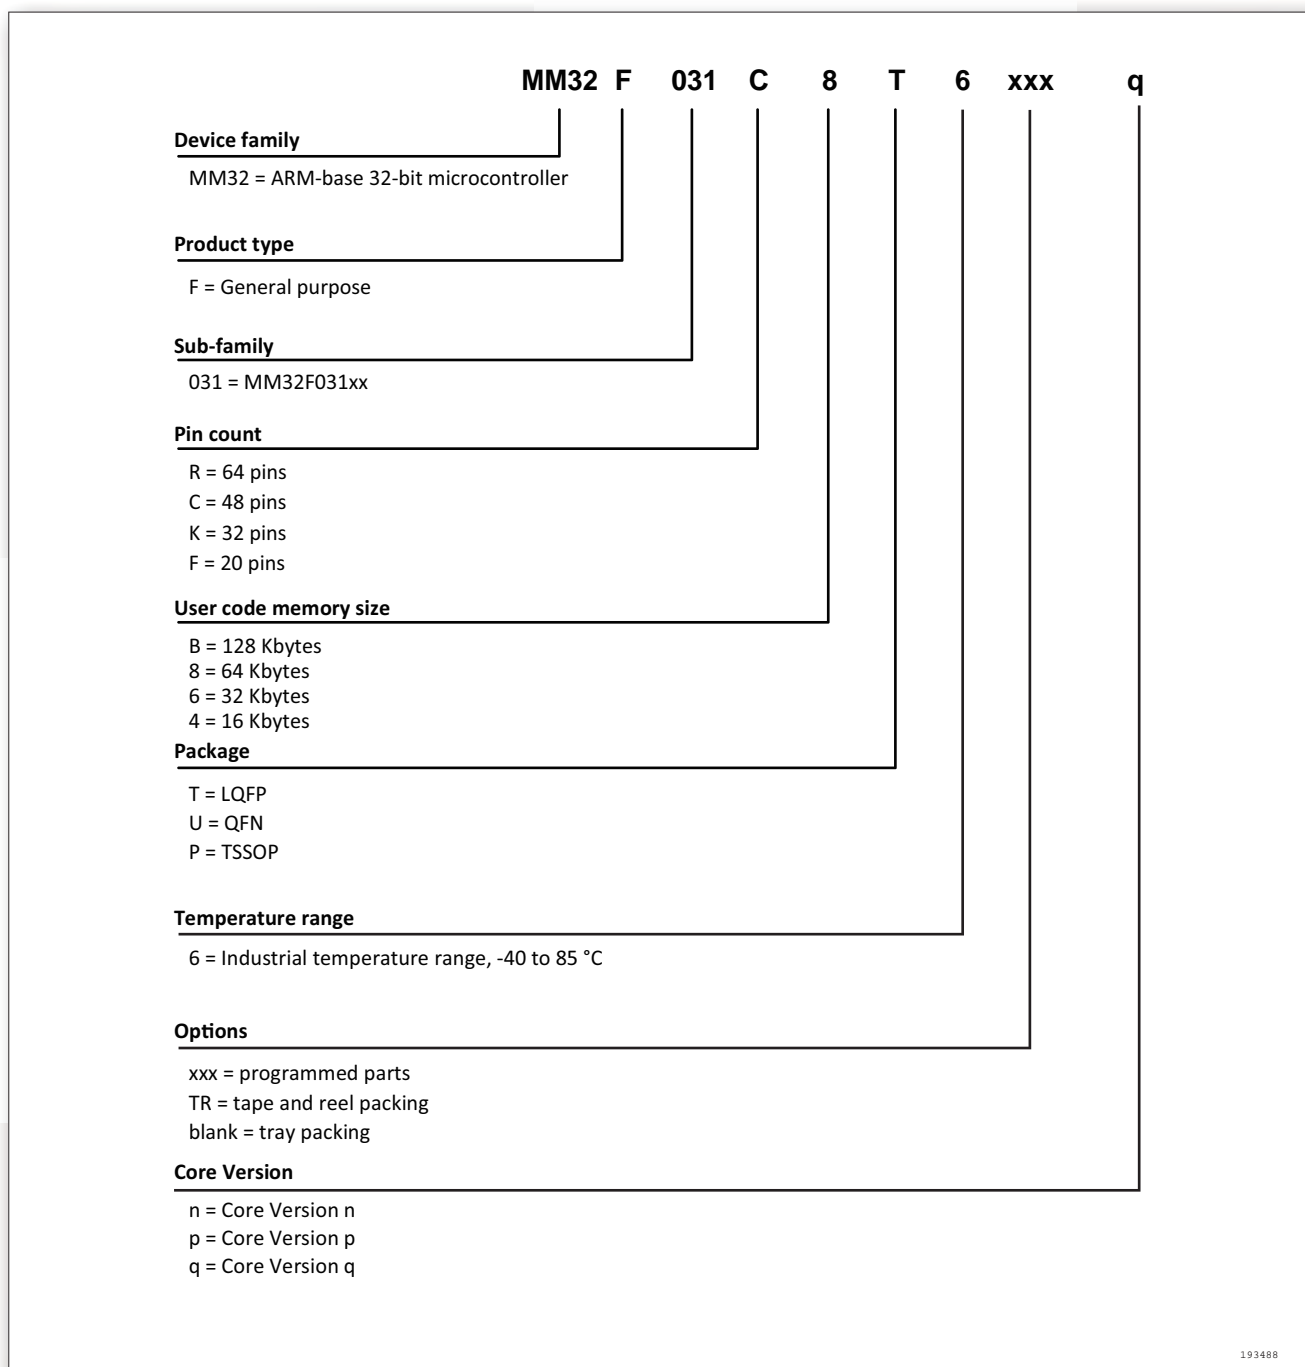 MM32 F 031 C 8 T 6 xxx q
Device family
MM32 = ARM-base 32-bit microcontroller
Product type
F = General purpose
Sub-family
031 = MM32F031xx
Pin count
R = 64 pins
C = 48 pins
K = 32 pins
F = 20 pins
User code memory size
B = 128 Kbytes
8 = 64 Kbytes
6 = 32 Kbytes
4 = 16 Kbytes
Package
T = LQFP
U = QFN
P = TSSOP
Temperature range
6 = Industrial temperature range, -40 to 85 °C
Options
xxx = programmed parts
TR = tape and reel packing
blank = tray packing
Core Version
n = Core Version n
p = Core Version p
q = Core Version q
193488